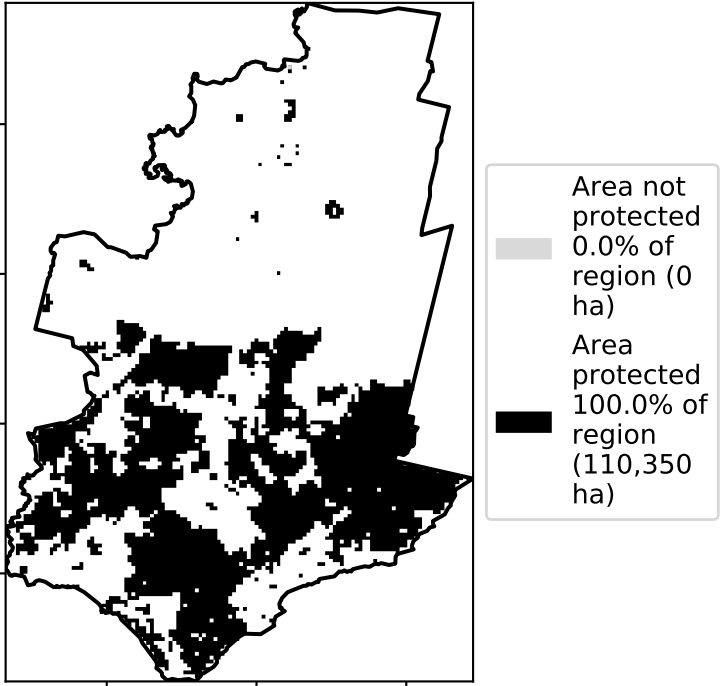 Area not
protected
0.0% of
region (0
ha)
Area
protected
100.0% of
region
(110,350
ha)